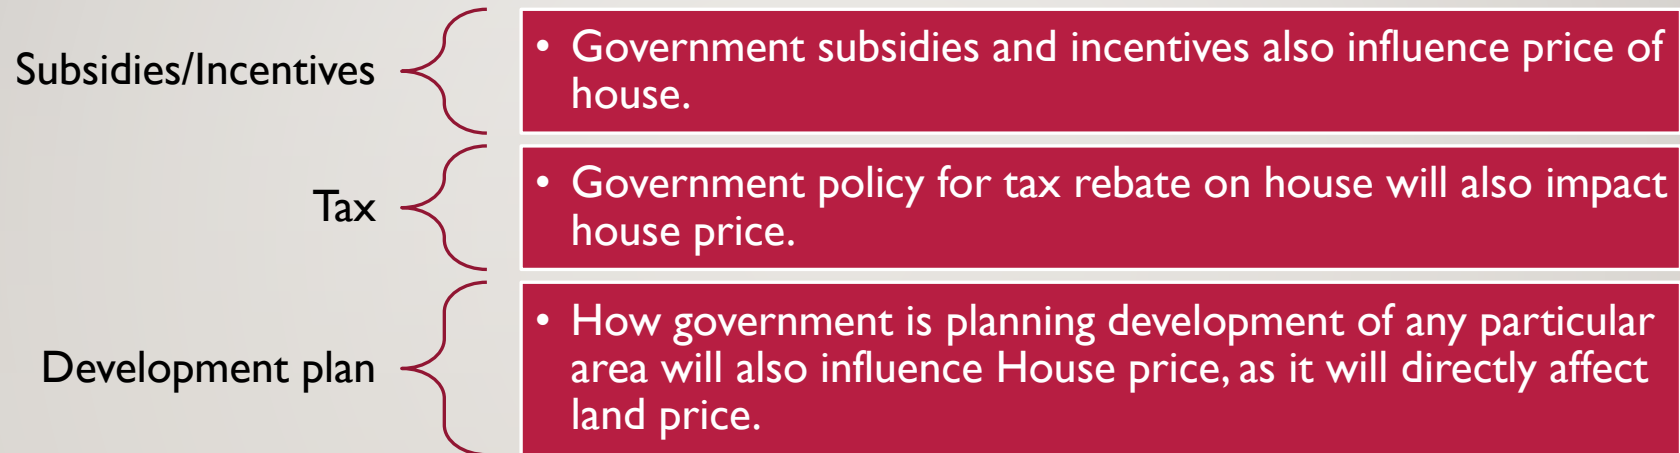 Subsidies/Incentives
• Government subsidies and incentives also influence price of
house.
Tax
• Government policy for tax rebate on house will also impact
house price.
Development plan
• How government is planning development of any particular
area will also influence House price, as it will directly affect
land price.